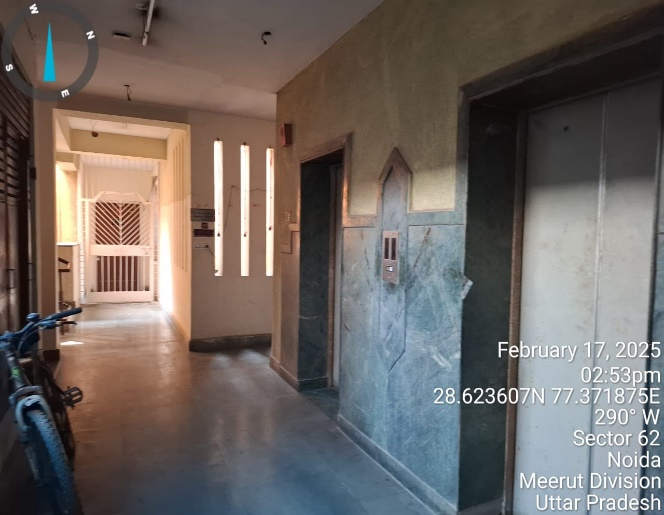 W
N
S
E
February 17, 2025
02:53pm
28.623607N 77.371875E
290° W
Sector 62
Noida
Meerut Division
Uttar Pradesh